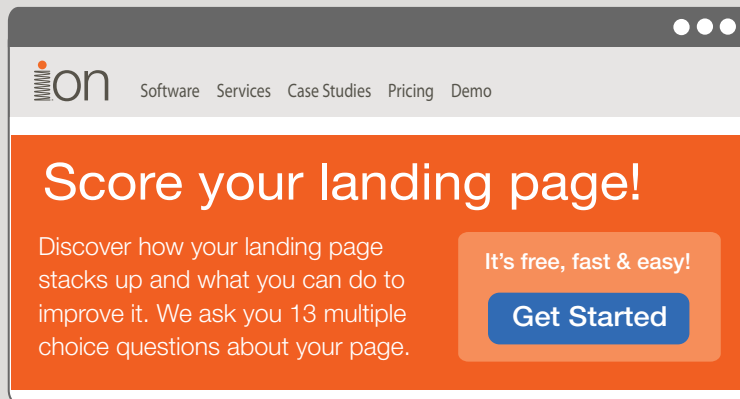 ion
Software Services Case Studies Pricing Demo
Score your landing page!
Discover how your landing page
stacks up and what you can do to
improve it. We ask you 13 multiple
choice questions about your page.
It's free, fast & easy!
Get Started